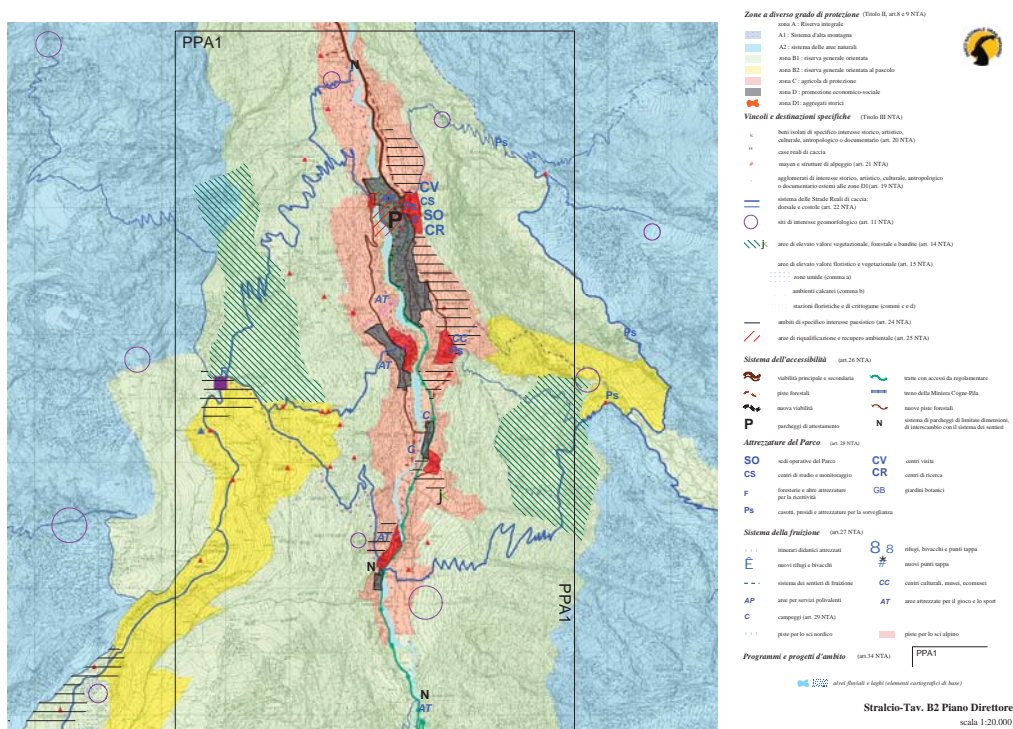 PPA1
N
Ps
CV
CS
SO
CR
P
AT
CC
Ps
Ps
AT
F
Ps
C
C
j
AT
N
PPA1
N
AT
Zone a diverso grado di protezione (Titolo II, art.8 e 9 NTA)
zona A : Riserva integrale
A1 : Sistema d'alta montagna
A2 : sistema delle aree naturali
zona B1 : riserva generale orientata
zona B2 : riserva generale orientata al pascolo
zona C : agricola di protezione
zona D : promozione economico-sociale
zona D1: aggregati storici
Vincoli e destinazioni specifiche (Titolo III NTA)
beni isolati di specifico interesse storico, artistico,
culturale, antropologico o documentario (art. 20 NTA)
case reali di caccia
mayen e strutture di alpeggio (art. 21 NTA)
agglomerati di interesse storico, artistico, culturale, antropologico
o documentario esterni alle zone D1(art. 19 NTA)
sistema delle Strade Reali di caccia:
dorsale e costole (art. 22 NTA)
siti di interesse geomorfologico (art. 11 NTA)
aree di elevato valore vegetazionale, forestale e bandite (art. 14 NTA)
aree di elevato valore floristico e vegetazionale (art. 15 NTA)
zone umide (comma a)
ambienti calcarei (comma b)
stazioni floristiche e di crittogame (commi c e d)
ambiti di specifico interesse paesistico (art. 24 NTA)
aree di riqualificazione e recupero ambientale (art. 25 NTA)
Sistema dell'accessibilità (art.26 NTA)
viabilità principale e secondaria
tratte con accessi da regolamentare
piste forestali
treno della Miniera Cogne-Pila
nuova viabilità
nuove piste forestali
P parcheggi di attestamento
N sistema di parcheggi di limitate dimensioni,
di interscambio con il sistema dei sentieri
Attrezzature del Parco (art. 28 NTA)
SO sedi operative del Parco
CV centri visita
CS centri di studio e monitoraggio
CR centri di ricerca
F foresterie e altre attrezzature
per la ricettività
GB giardini botanici
Ps casotti, presidi e attrezzature per la sorveglianza
Sistema della fruizione (art.27 NTA)
itinerari didattici attrezzati
8 8 rifugi, bivacchi e punti tappa
Ê nuovi rifugi e bivacchi
# nuovi punti tappa
sistema dei sentieri di fruizione
CC centri culturali, musei, ecomusei
AP aree per servizi polivalenti
AT aree attrezzate per il gioco e lo sport
C campeggi (art. 29 NTA)
piste per lo sci nordico
piste per lo sci alpino
Programmi e progetti d'ambito (art.34 NTA)
PPA1
alvei fluviali e laghi (elementi cartografici di base)
Stralcio-Tav. B2 Piano Direttore
scala 1:20.000